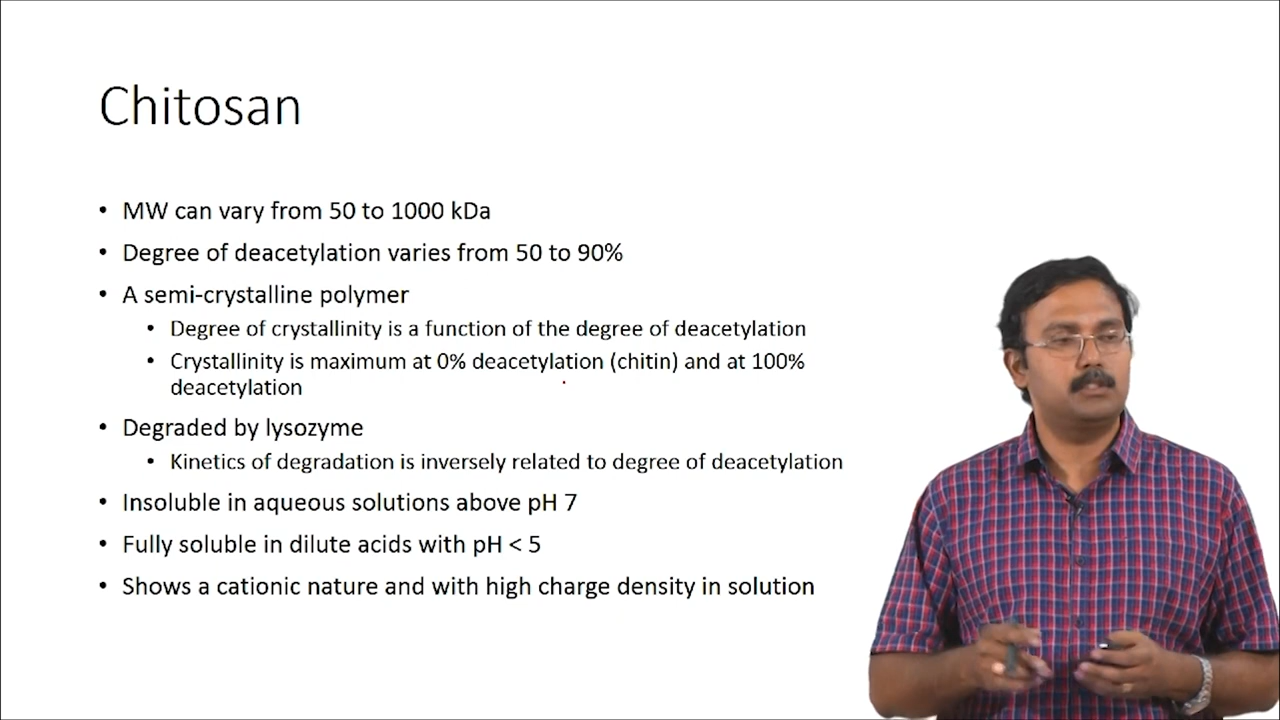 Chitosan
• MW can vary from 50 to 1000 kDa
• Degree of deacetylation varies from 50 to 90%
• A semi-crystalline polymer
• Degree of crystallinity is a function of the degree of deacetylation
• Crystallinity is maximum at 0% deacetylation (chitin) and at 100%
deacetylation
• Degraded by lysozyme
• Kinetics of degradation is inversely related to degree of deacetylation
• Insoluble in aqueous solutions above pH 7
• Fully soluble in dilute acids with pH < 5
• Shows a cationic nature and with high charge density in solution